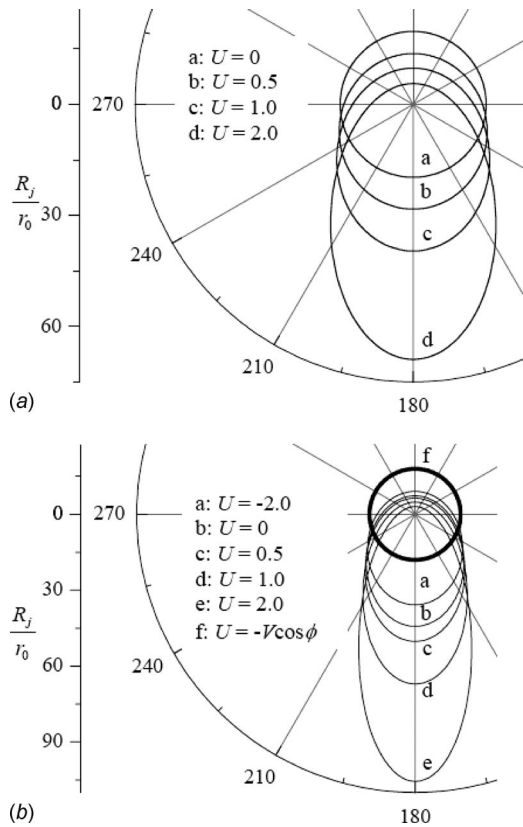 a: U = 0
b: U = 0.5
c: U = 1.0
d: U = 2.0
0
270
R_j
r_0
30
240
60
210
180
a
b
c
d
(a)
f
a: U = -2.0
b: U = 0
c: U = 0.5
d: U = 1.0
e: U = 2.0
f: U = -Vcosϕ
0
270
R_j
r_0
30
60
240
90
210
180
a
b
c
d
e
(b)